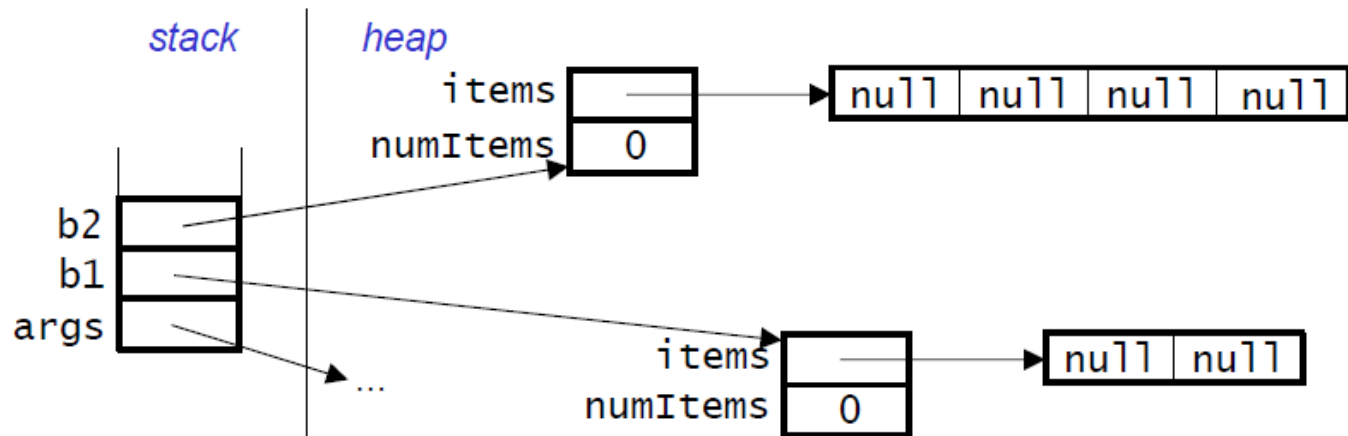 stack heap
items null null null null
numItems 0
b2
b1
args
items null null
...
numItems 0